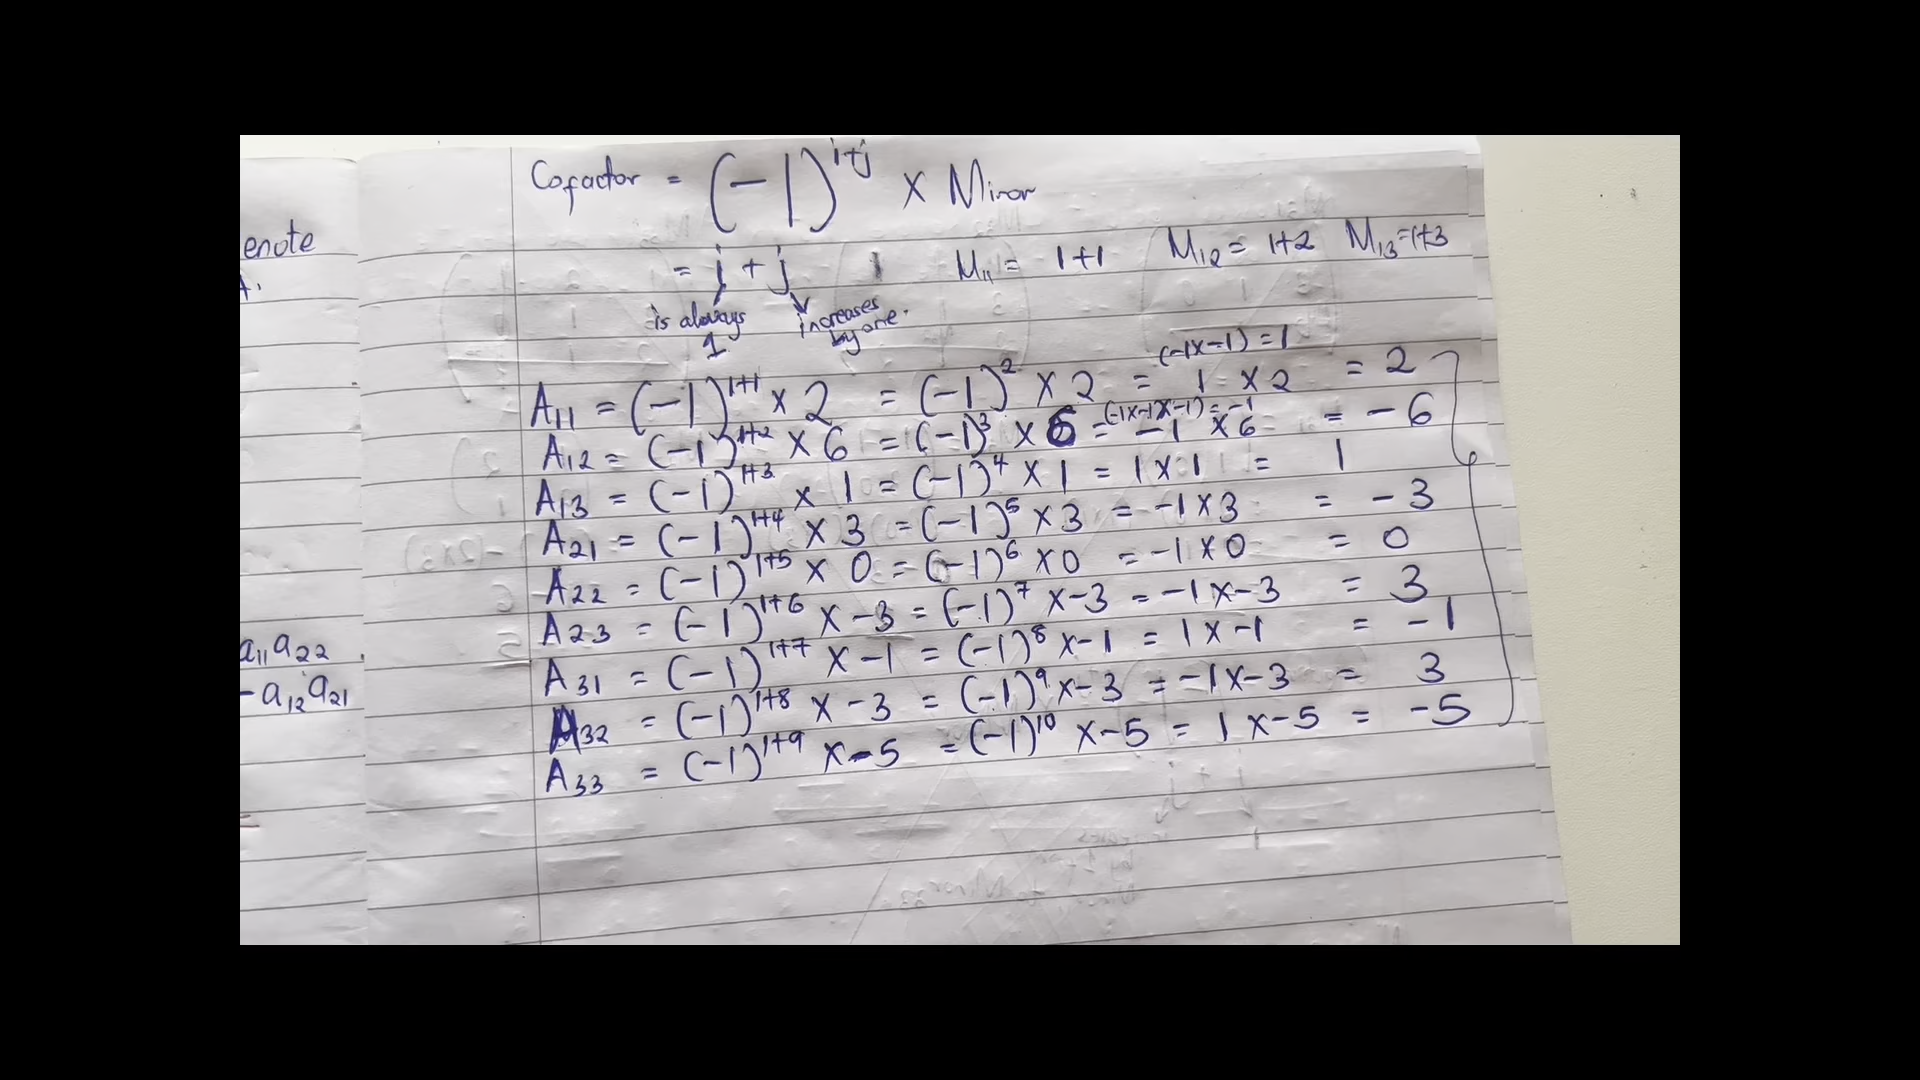 enote
A.
a₁₁a₂₂
-a₁₂a₂₁
Cofactor = (-1)^i+j × Minor
= i + j 1 M₁₁ = 1+1 M₁₂ = 1+2 M₁₃ = 1+3
is always 1
increases by one.
(-1x-1) = 1
A₁₁ = (-1)^1+1 × 2 = (-1)² × 2 = 1 × 2 = 2
(-1x-1x-1) = -1
A₁₂ = (-1)^1+2 × 6 = (-1)³ × 6 = -1 × 6 = -6
A₁₃ = (-1)^1+3 × 1 = (-1)⁴ × 1 = 1 × 1 = 1
A₂₁ = (-1)^1+4 × 3 = (-1)⁵ × 3 = -1 × 3 = -3
A₂₂ = (-1)^1+5 × 0 = (-1)⁶ × 0 = -1 × 0 = 0
A₂₃ = (-1)^1+6 × -3 = (-1)⁷ × -3 = -1 × -3 = 3
A₃₁ = (-1)^1+7 × -1 = (-1)⁸ × -1 = 1 × -1 = -1
A₃₂ = (-1)^1+8 × -3 = (-1)⁹ × -3 = -1 × -3 = 3
A₃₃ = (-1)^1+9 × -5 = (-1)¹⁰ × -5 = 1 × -5 = -5